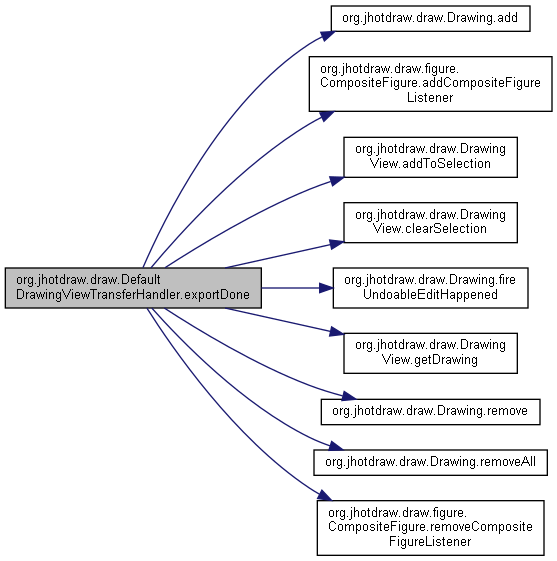 org.jhotdraw.draw.Drawing.add
org.jhotdraw.draw.figure.
CompositeFigure.addCompositeFigure
Listener
org.jhotdraw.draw.Drawing
View.addToSelection
org.jhotdraw.draw.Drawing
View.clearSelection
org.jhotdraw.draw.Default
DrawingViewTransferHandler.exportDone
org.jhotdraw.draw.Drawing.fire
UndoableEditHappened
org.jhotdraw.draw.Drawing
View.getDrawing
org.jhotdraw.draw.Drawing.remove
org.jhotdraw.draw.Drawing.removeAll
org.jhotdraw.draw.figure.
CompositeFigure.removeComposite
FigureListener